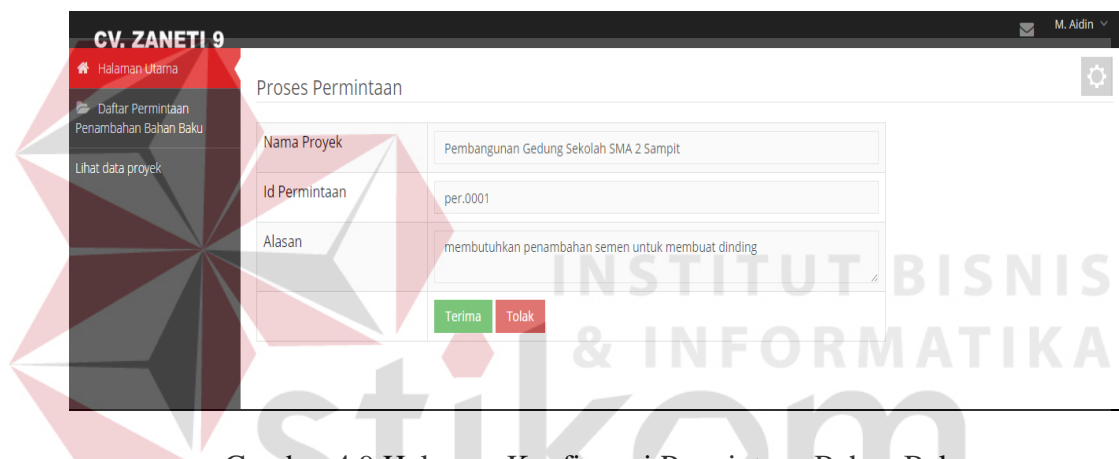 CV. ZANETI 9
M. Aidin
Halaman Utama
Daftar Permintaan
Penambahan Bahan Baku
Lihat data proyek
Proses Permintaan
Nama Proyek
Pembangunan Gedung Sekolah SMA 2 Sampit
Id Permintaan
per.0001
Alasan
membutuhkan penambahan semen untuk membuat dinding
Terima
Tolak
INSTITUT BISNIS
& INFORMATIKA
stikom